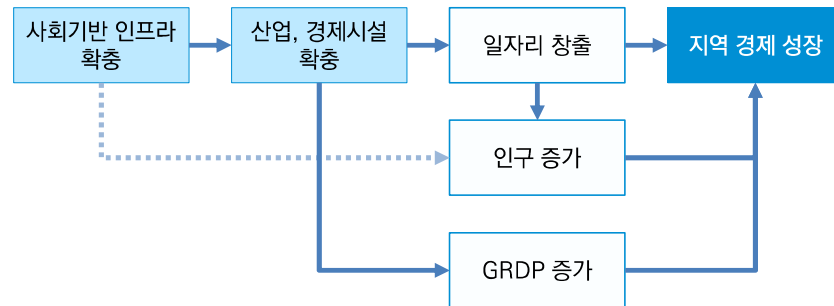 사회기반 인프라
확충
산업, 경제시설
확충
일자리 창출
지역 경제 성장
인구 증가
GRDP 증가